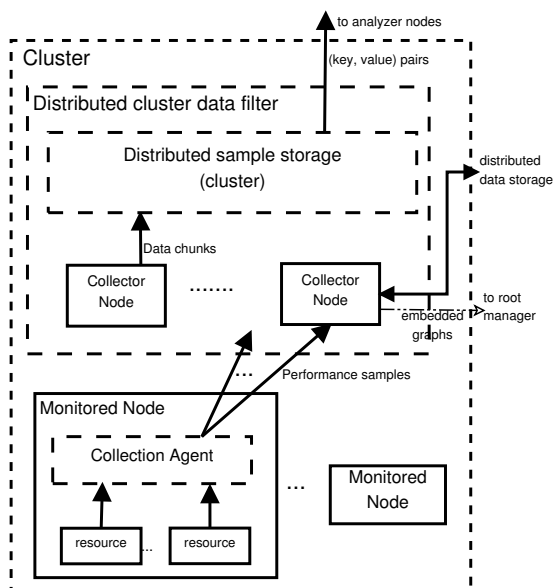 to analyzer nodes
Cluster
(key, value) pairs
Distributed cluster data filter
Distributed sample storage
(cluster)
distributed
data storage
Data chunks
Collector
Node
.......
Collector
Node
to root
manager
embedded
graphs
...
Performance samples
Monitored Node
Collection Agent
...
Monitored
Node
resource
...
resource